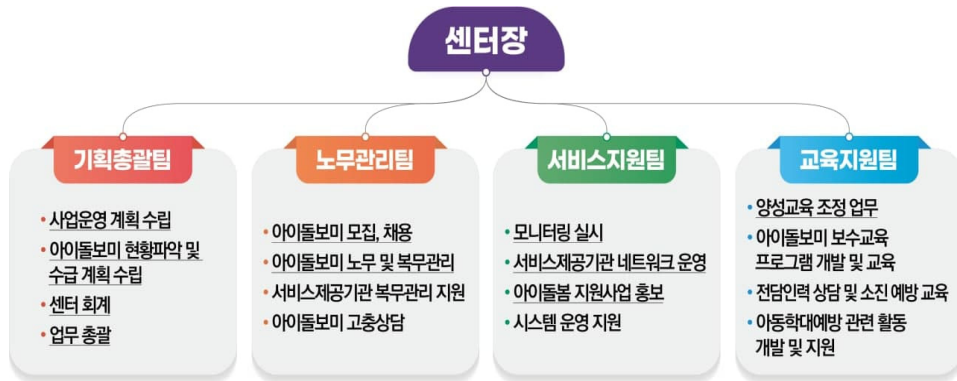 센터장
기획총괄팀
• 사업운영 계획 수립
• 아이돌보미 현황파악 및
수급 계획 수립
• 센터 회계
• 업무 총괄
노무관리팀
• 아이돌보미 모집, 채용
• 아이돌보미 노무 및 복무관리
• 서비스제공기관 복무관리 지원
• 아이돌보미 고충상담
서비스지원팀
• 모니터링 실시
• 서비스제공기관 네트워크 운영
• 아이돌봄 지원사업 홍보
• 시스템 운영 지원
교육지원팀
• 양성교육 조정 업무
• 아이돌보미 보수교육
프로그램 개발 및 교육
• 전담인력 상담 및 소진 예방 교육
• 아동학대예방 관련 활동
개발 및 지원